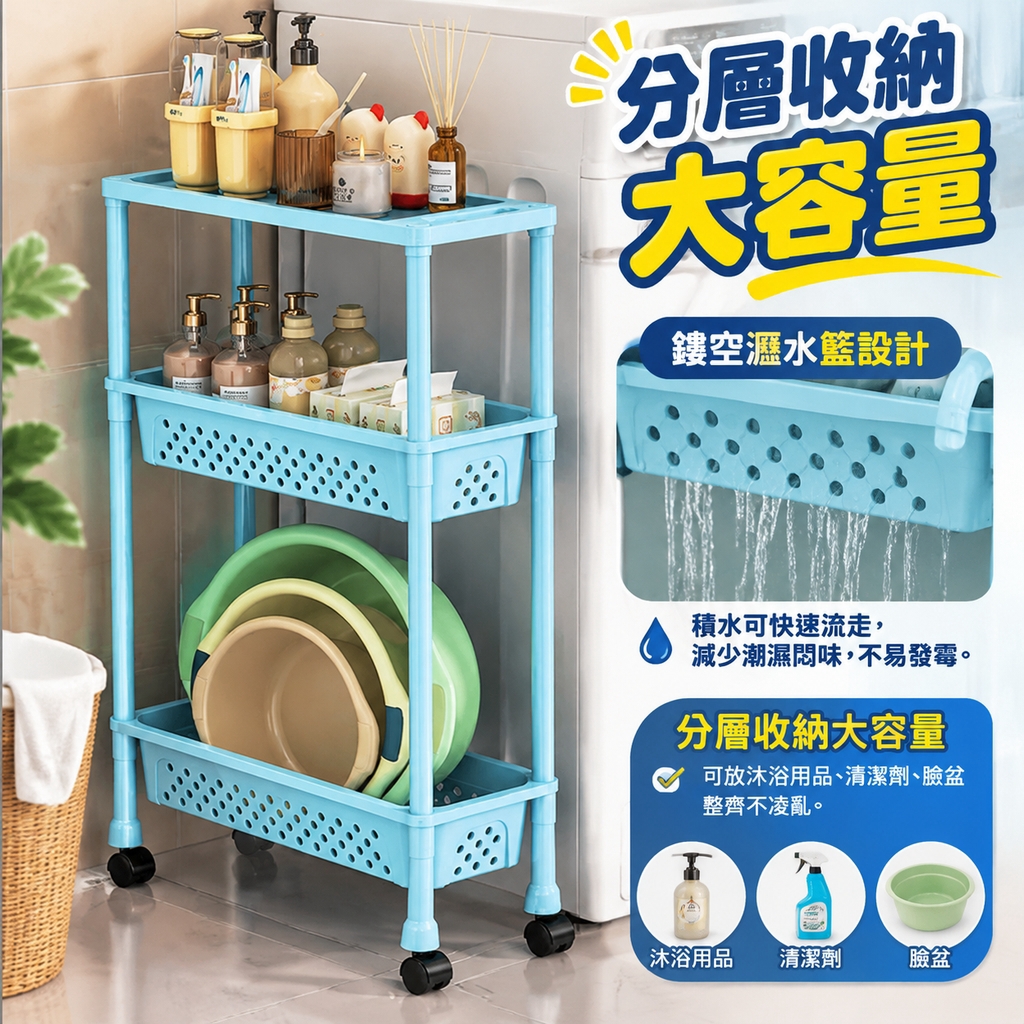 分層收納
大容量
鏤空瀝水籃設計
積水可快速流走，
減少潮濕悶味，不易發霉。
分層收納大容量
可放沐浴用品、清潔劑、臉盆
整齊不凌亂。
沐浴用品
清潔劑
臉盆